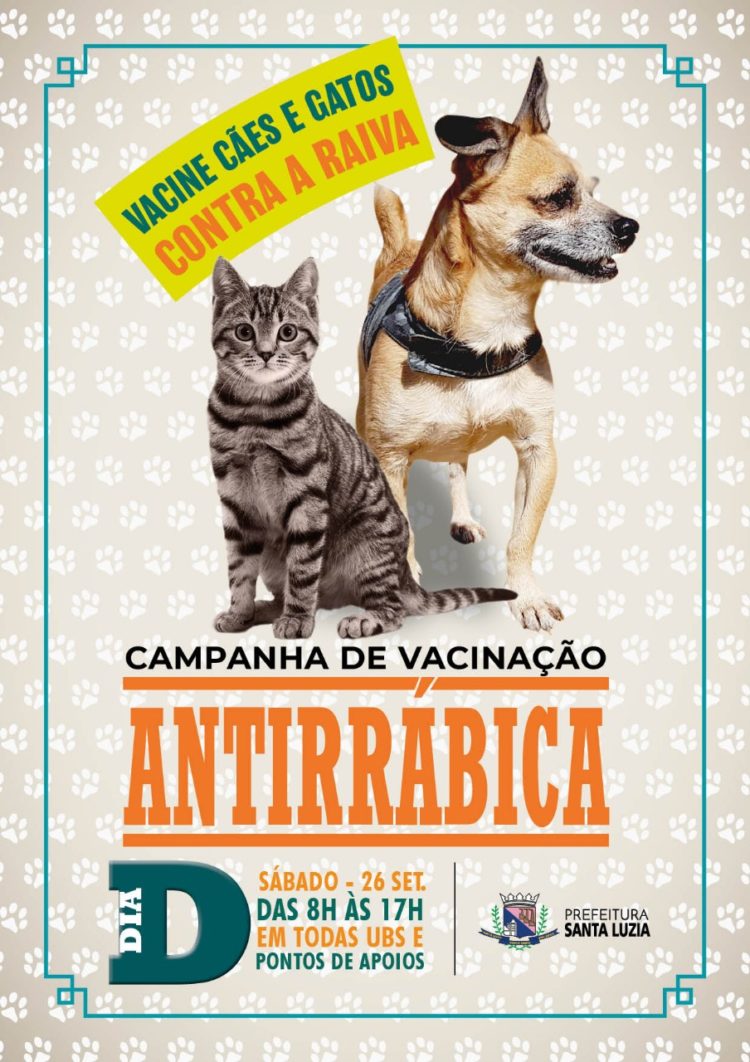 VACINE CÃES E GATOS
CONTRA A RAIVA
CAMPANHA DE VACINAÇÃO
ANTIRRÁBICA
DIA D
SÁBADO - 26 SET.
DAS 8H ÀS 17H
EM TODAS UBS E
PONTOS DE APOIOS
PREFEITURA
SANTA LUZIA